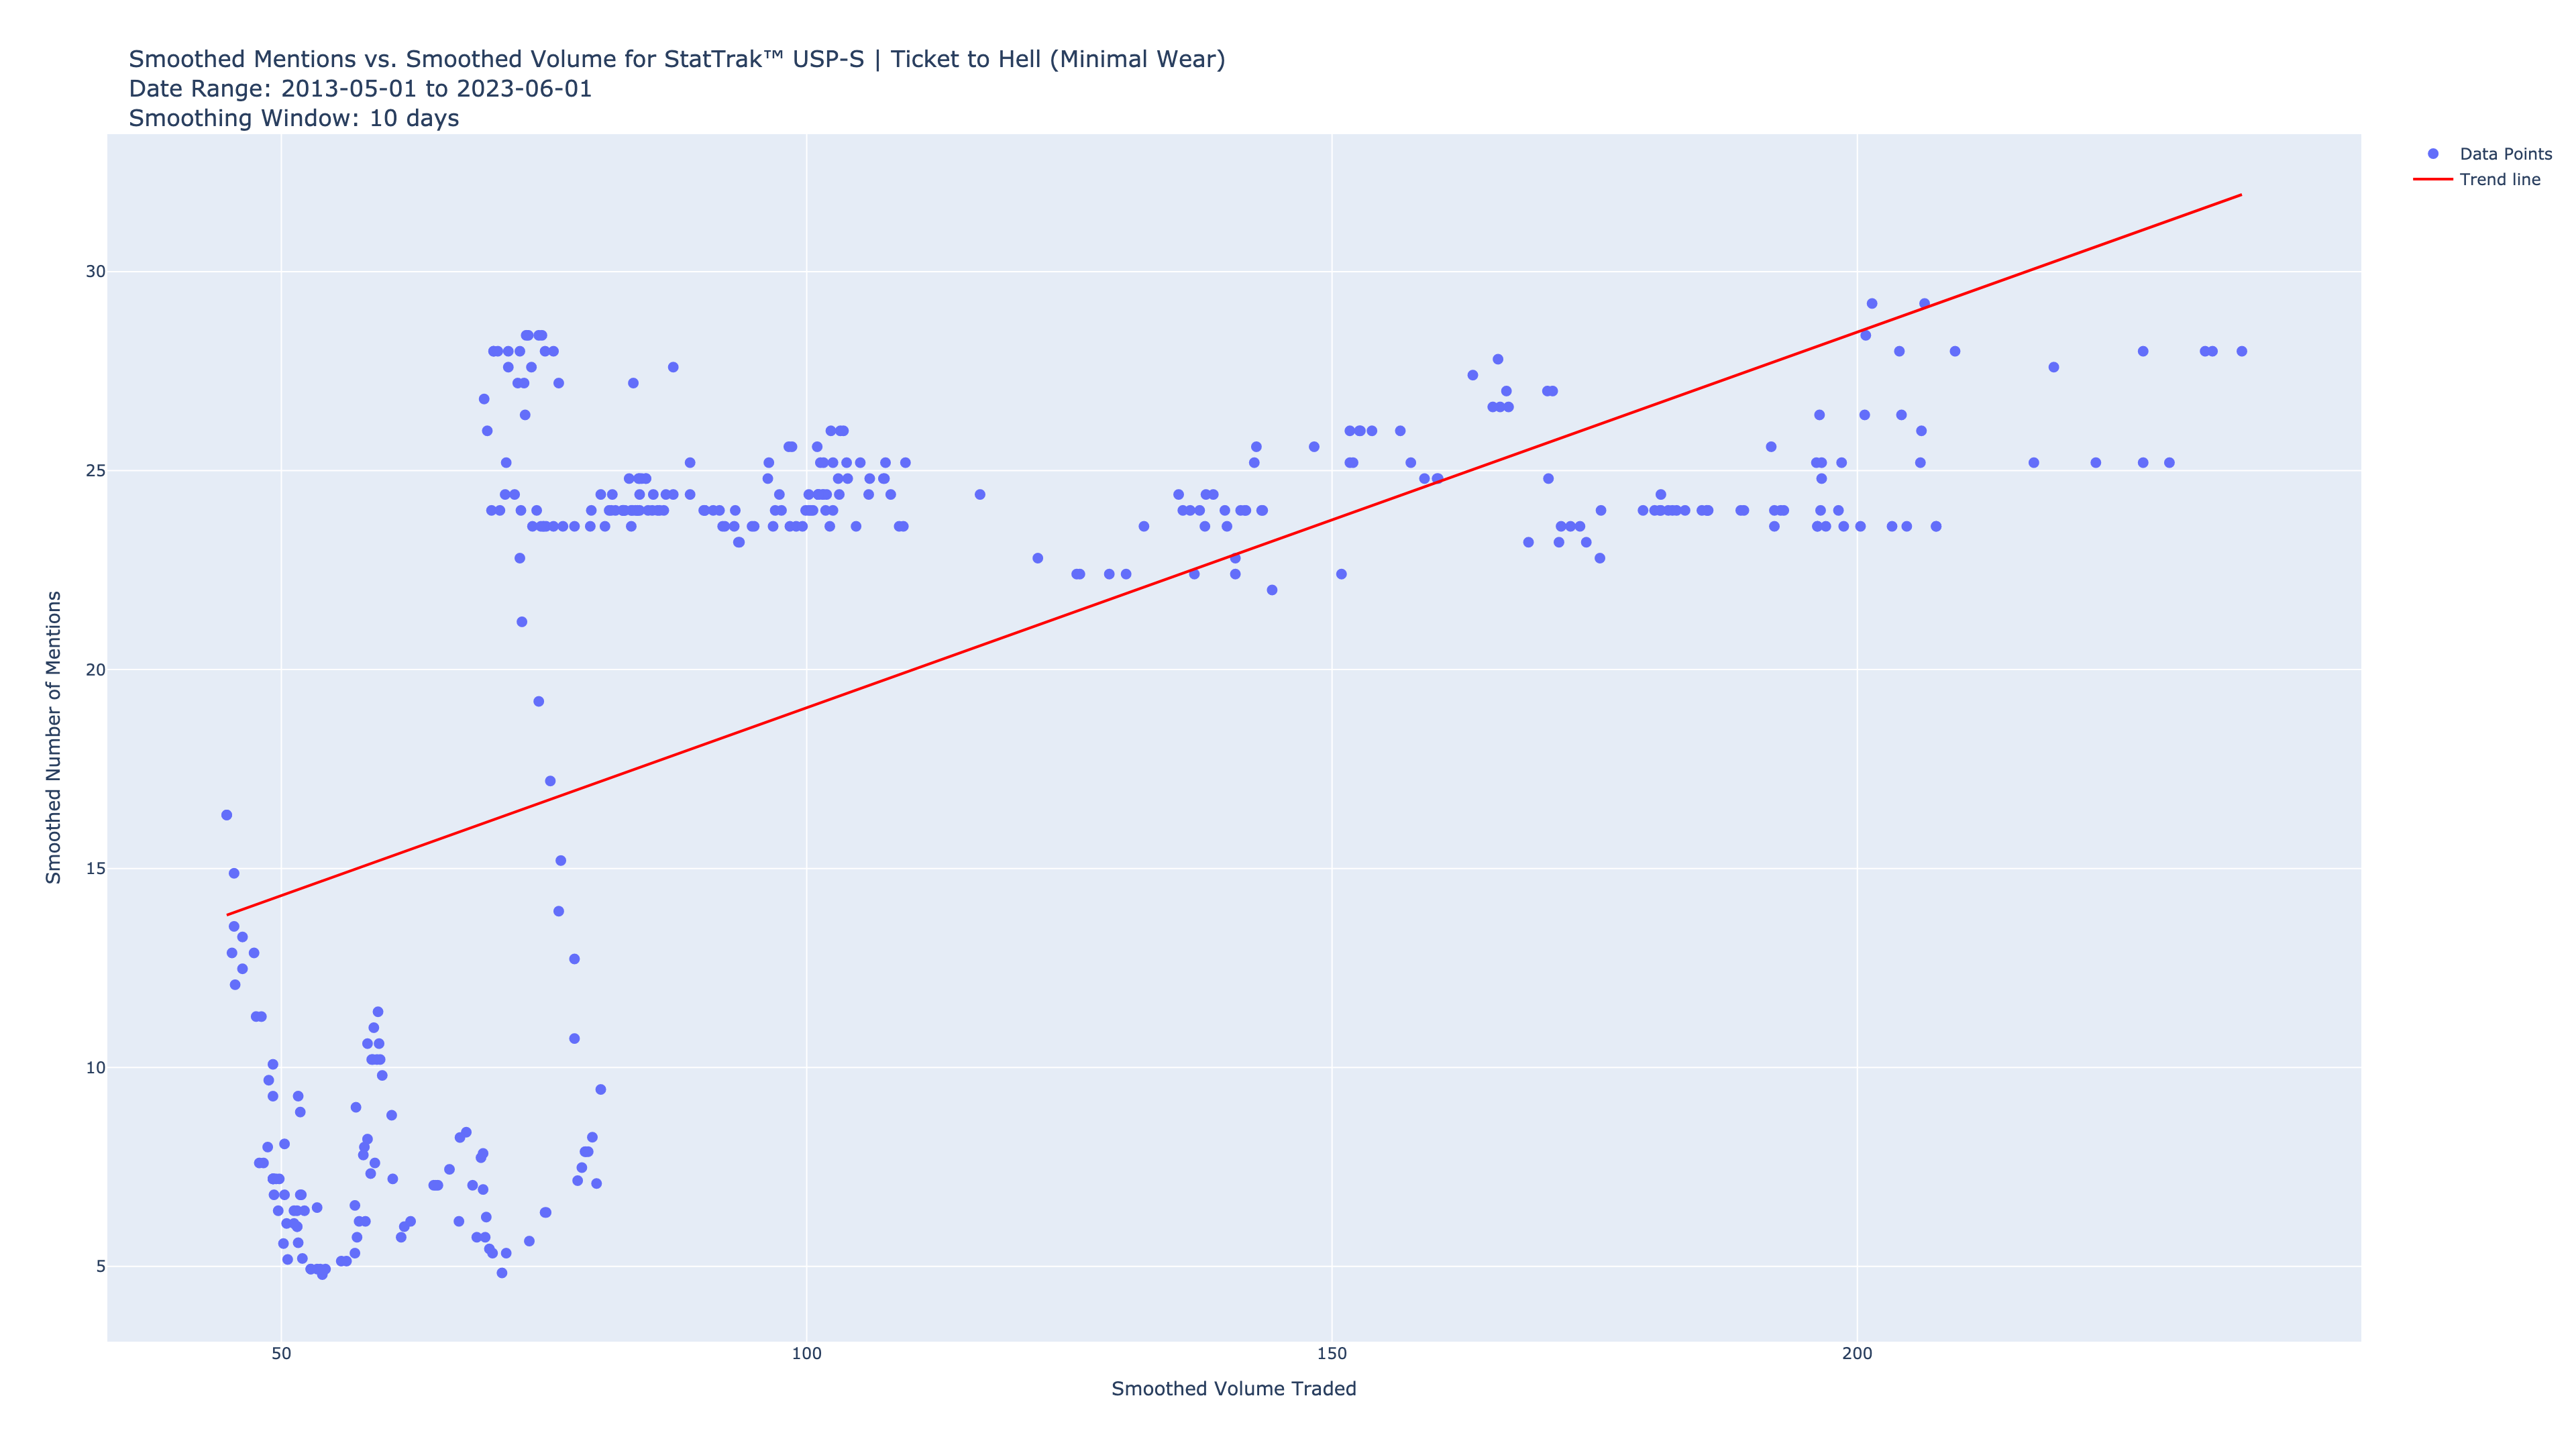 Smoothed Mentions vs. Smoothed Volume for StatTrak™ USP-S | Ticket to Hell (Minimal Wear)
Date Range: 2013-05-01 to 2023-06-01
Smoothing Window: 10 days
Data Points
Trend line
30
25
20
15
10
5
Smoothed Number of Mentions
50
100
150
200
Smoothed Volume Traded